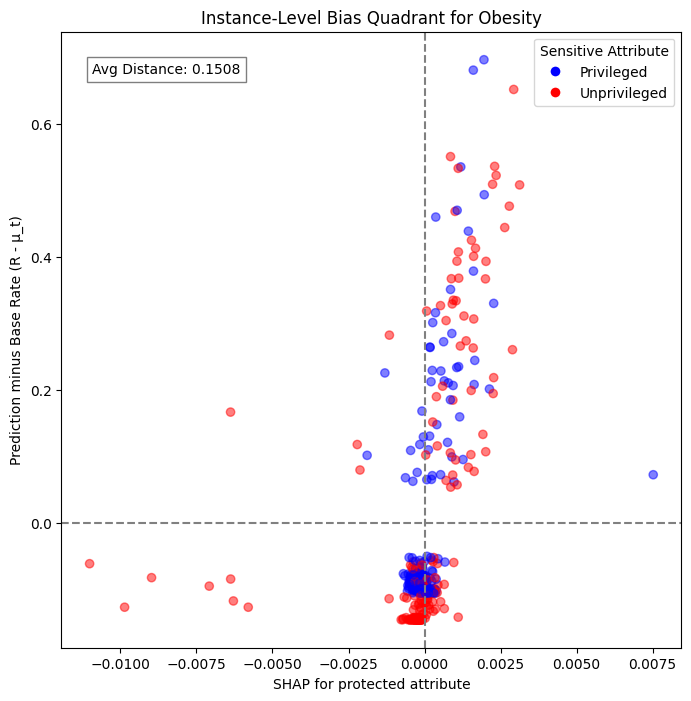 Instance-Level Bias Quadrant for Obesity
Avg Distance: 0.1508
Sensitive Attribute
Privileged
Unprivileged
Prediction minus Base Rate (R - μ_t)
0.6
0.4
0.2
0.0
−0.0100
−0.0075
−0.0050
−0.0025
0.0000
0.0025
0.0050
0.0075
SHAP for protected attribute